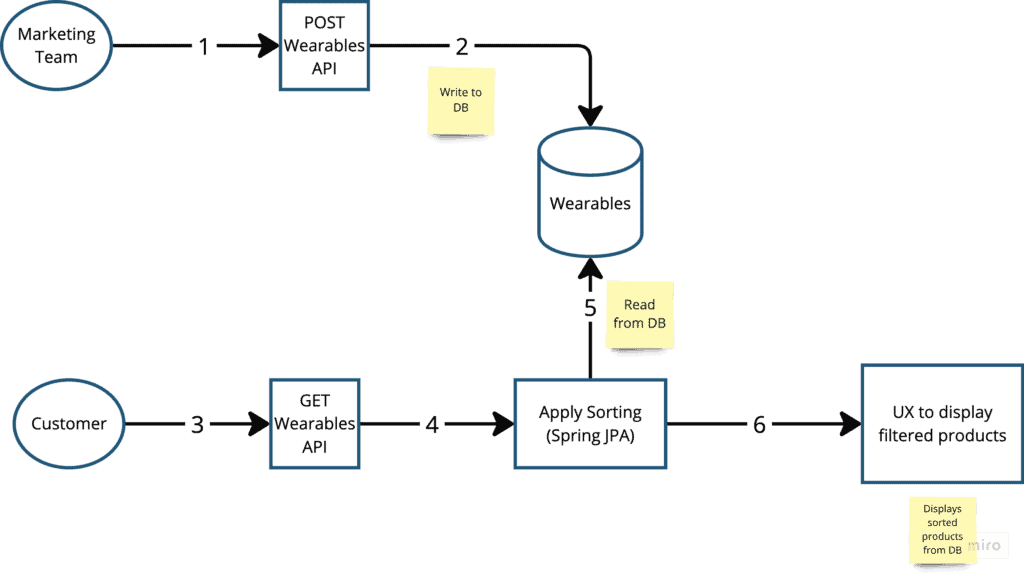 Marketing
Team
1
POST
Wearables
API
2
Write to
DB
Wearables
5
Read
from DB
Customer
3
GET
Wearables
API
4
Apply Sorting
(Spring JPA)
6
UX to display
filtered products
Displays
sorted
products
from DB
miro